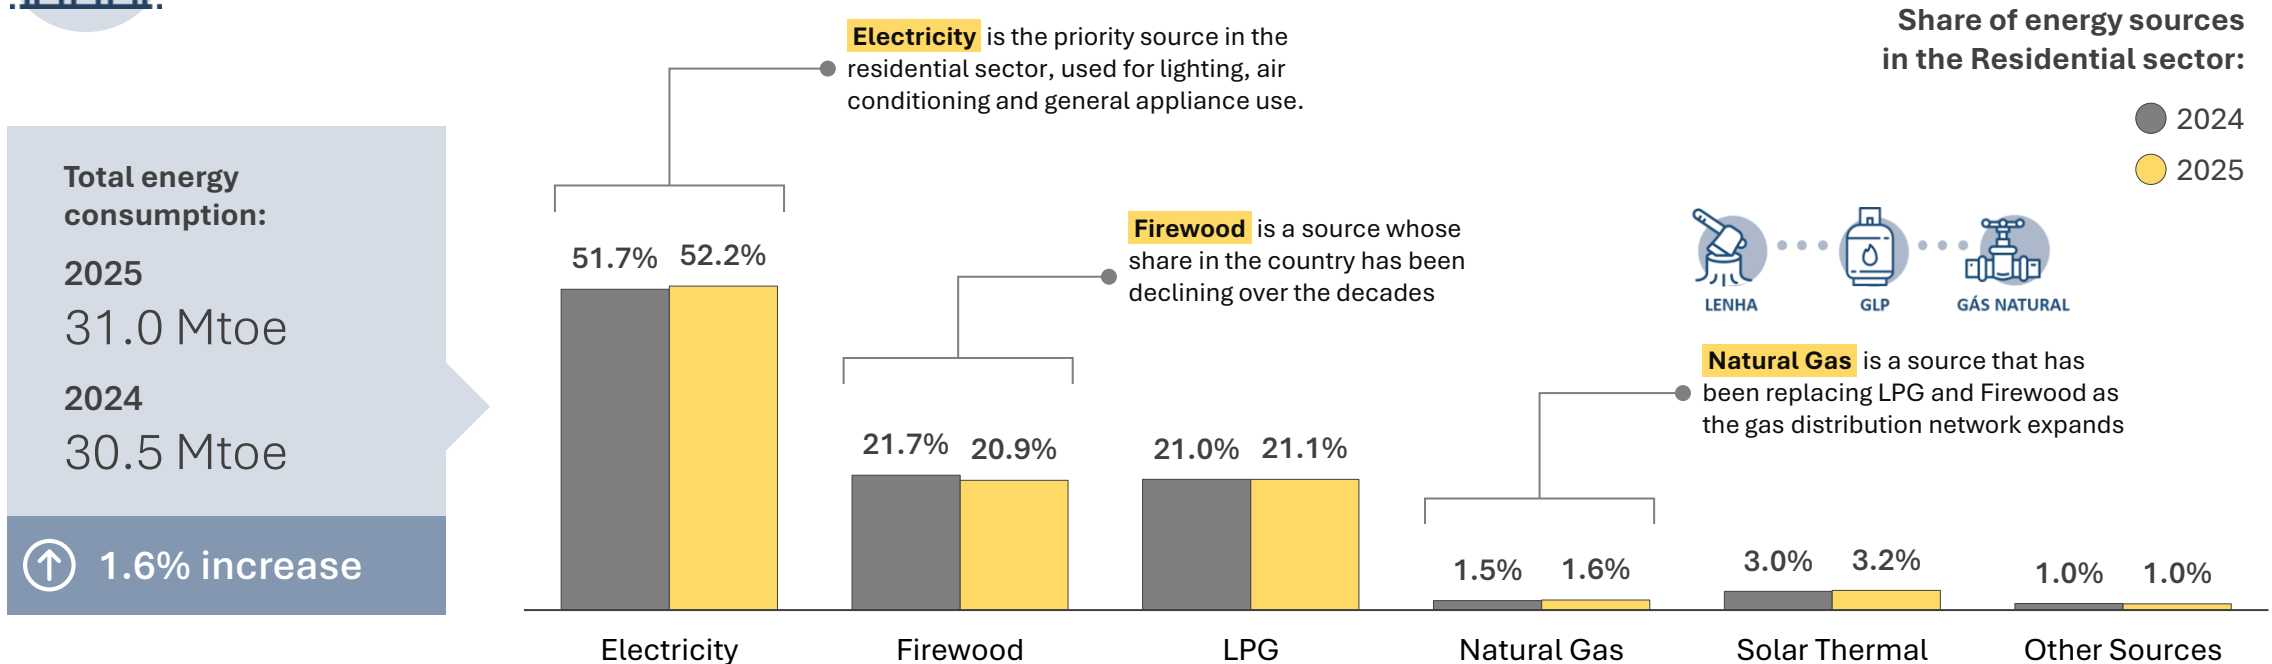 Electricity is the priority source in the
residential sector, used for lighting, air
conditioning and general appliance use.
Share of energy sources
in the Residential sector:
2024
2025
Total energy
consumption:
2025
31.0 Mtoe
2024
30.5 Mtoe
1.6% increase
Firewood is a source whose
share in the country has been
declining over the decades
LENHA
GLP
GÁS NATURAL
Natural Gas is a source that has
been replacing LPG and Firewood as
the gas distribution network expands
51.7% 52.2%
21.7% 20.9%
21.0% 21.1%
1.5% 1.6%
3.0% 3.2%
1.0% 1.0%
Electricity
Firewood
LPG
Natural Gas
Solar Thermal
Other Sources